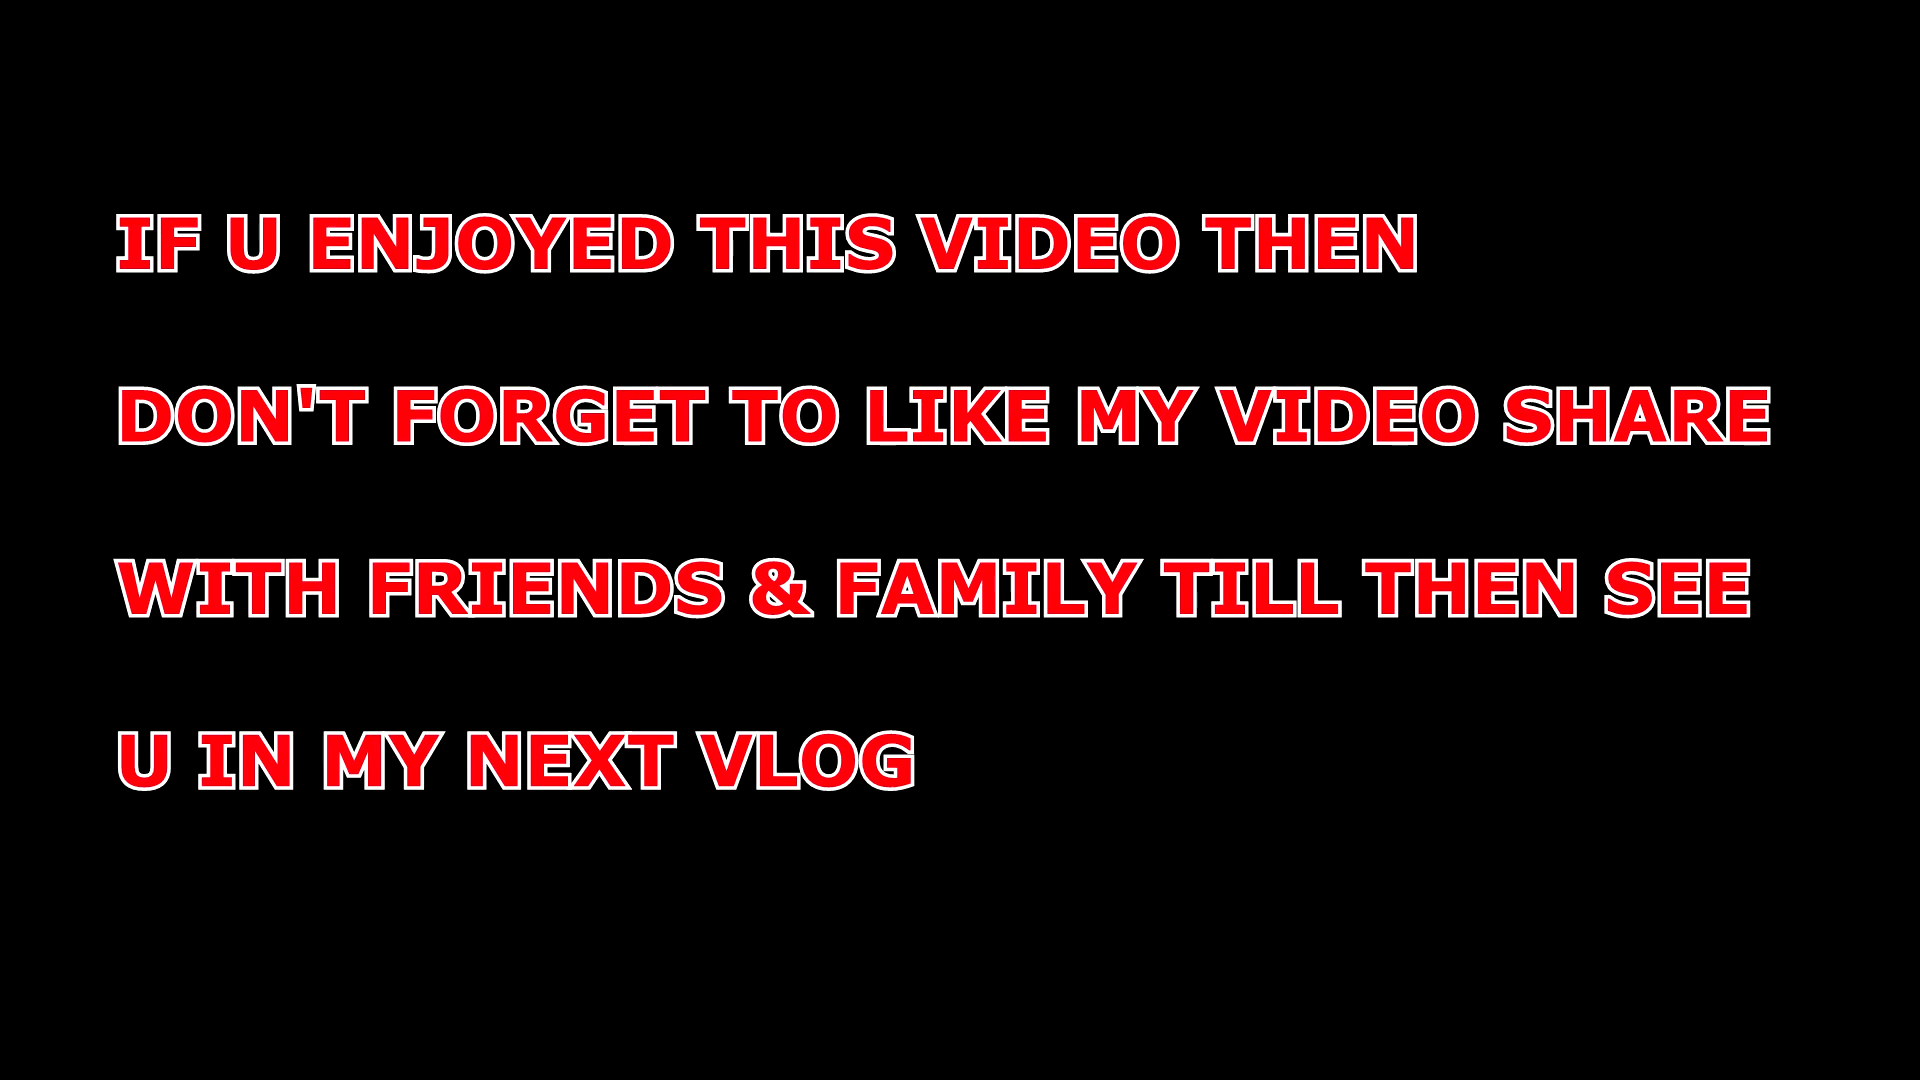 IF U ENJOYED THIS VIDEO THEN
DON'T FORGET TO LIKE MY VIDEO SHARE
WITH FRIENDS & FAMILY TILL THEN SEE
U IN MY NEXT VLOG